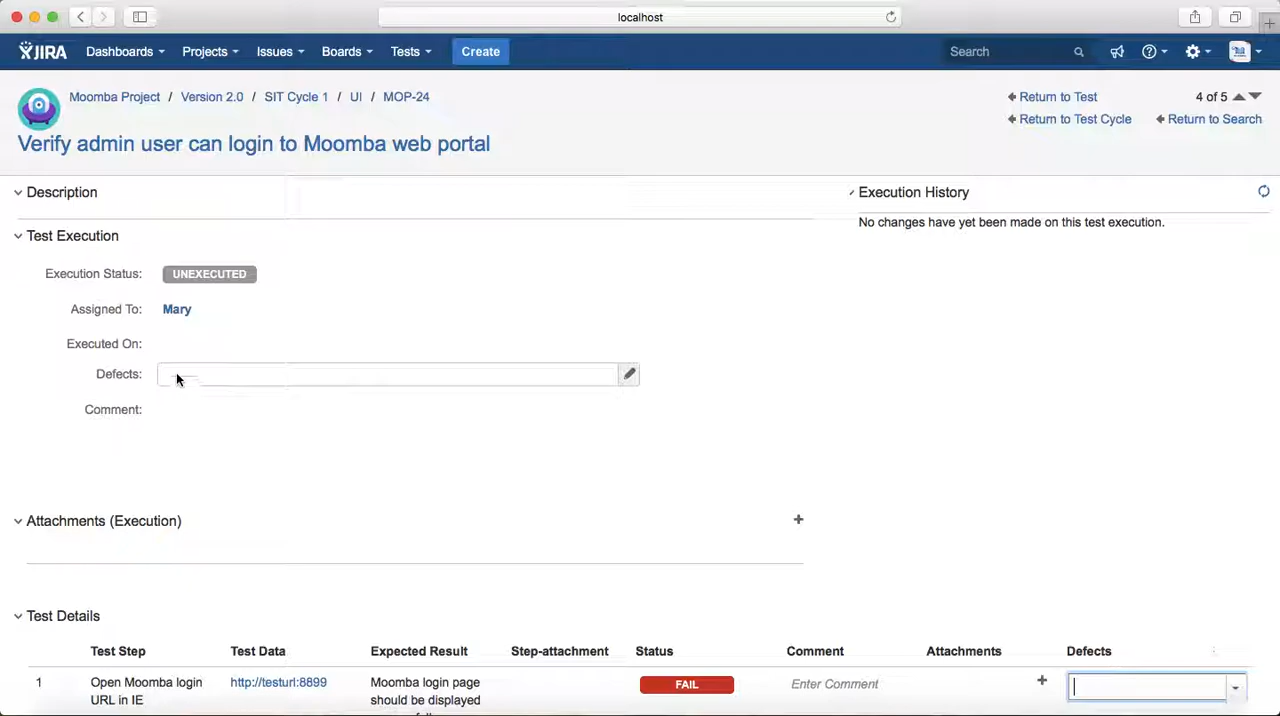 localhost
JIRA Dashboards Projects Issues Boards Tests Create Search
Moomba Project / Version 2.0 / SIT Cycle 1 / UI / MOP-24
Return to Test 4 of 5
Return to Test Cycle Return to Search
Verify admin user can login to Moomba web portal
Description
Execution History
No changes have yet been made on this test execution.
Test Execution
Execution Status: UNEXECUTED
Assigned To: Mary
Executed On:
Defects:
Comment:
Attachments (Execution)
Test Details
Test Step Test Data Expected Result Step-attachment Status Comment Attachments Defects
1 Open Moomba login http://testurl:8899 Moomba login page FAIL Enter Comment
URL in IE should be displayed